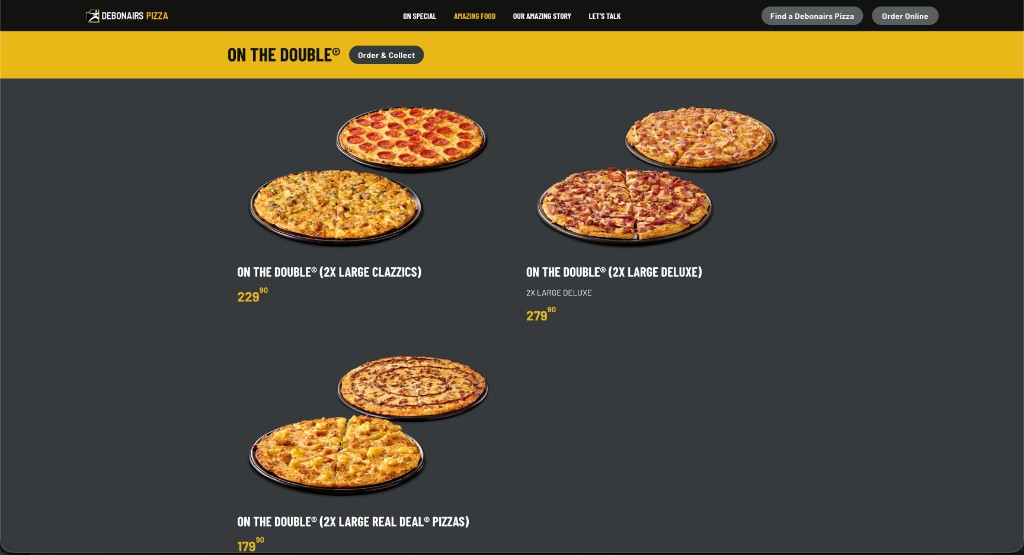 DEBONAIRS PIZZA
ON SPECIAL AMAZING FOOD OUR AMAZING STORY LET'S TALK
Find a Debonairs Pizza Order Online
ON THE DOUBLE® Order & Collect
ON THE DOUBLE® (2X LARGE CLAZZICS)
229⁹⁰
ON THE DOUBLE® (2X LARGE DELUXE)
2X LARGE DELUXE
279⁹⁰
ON THE DOUBLE® (2X LARGE REAL DEAL® PIZZAS)
179⁹⁰